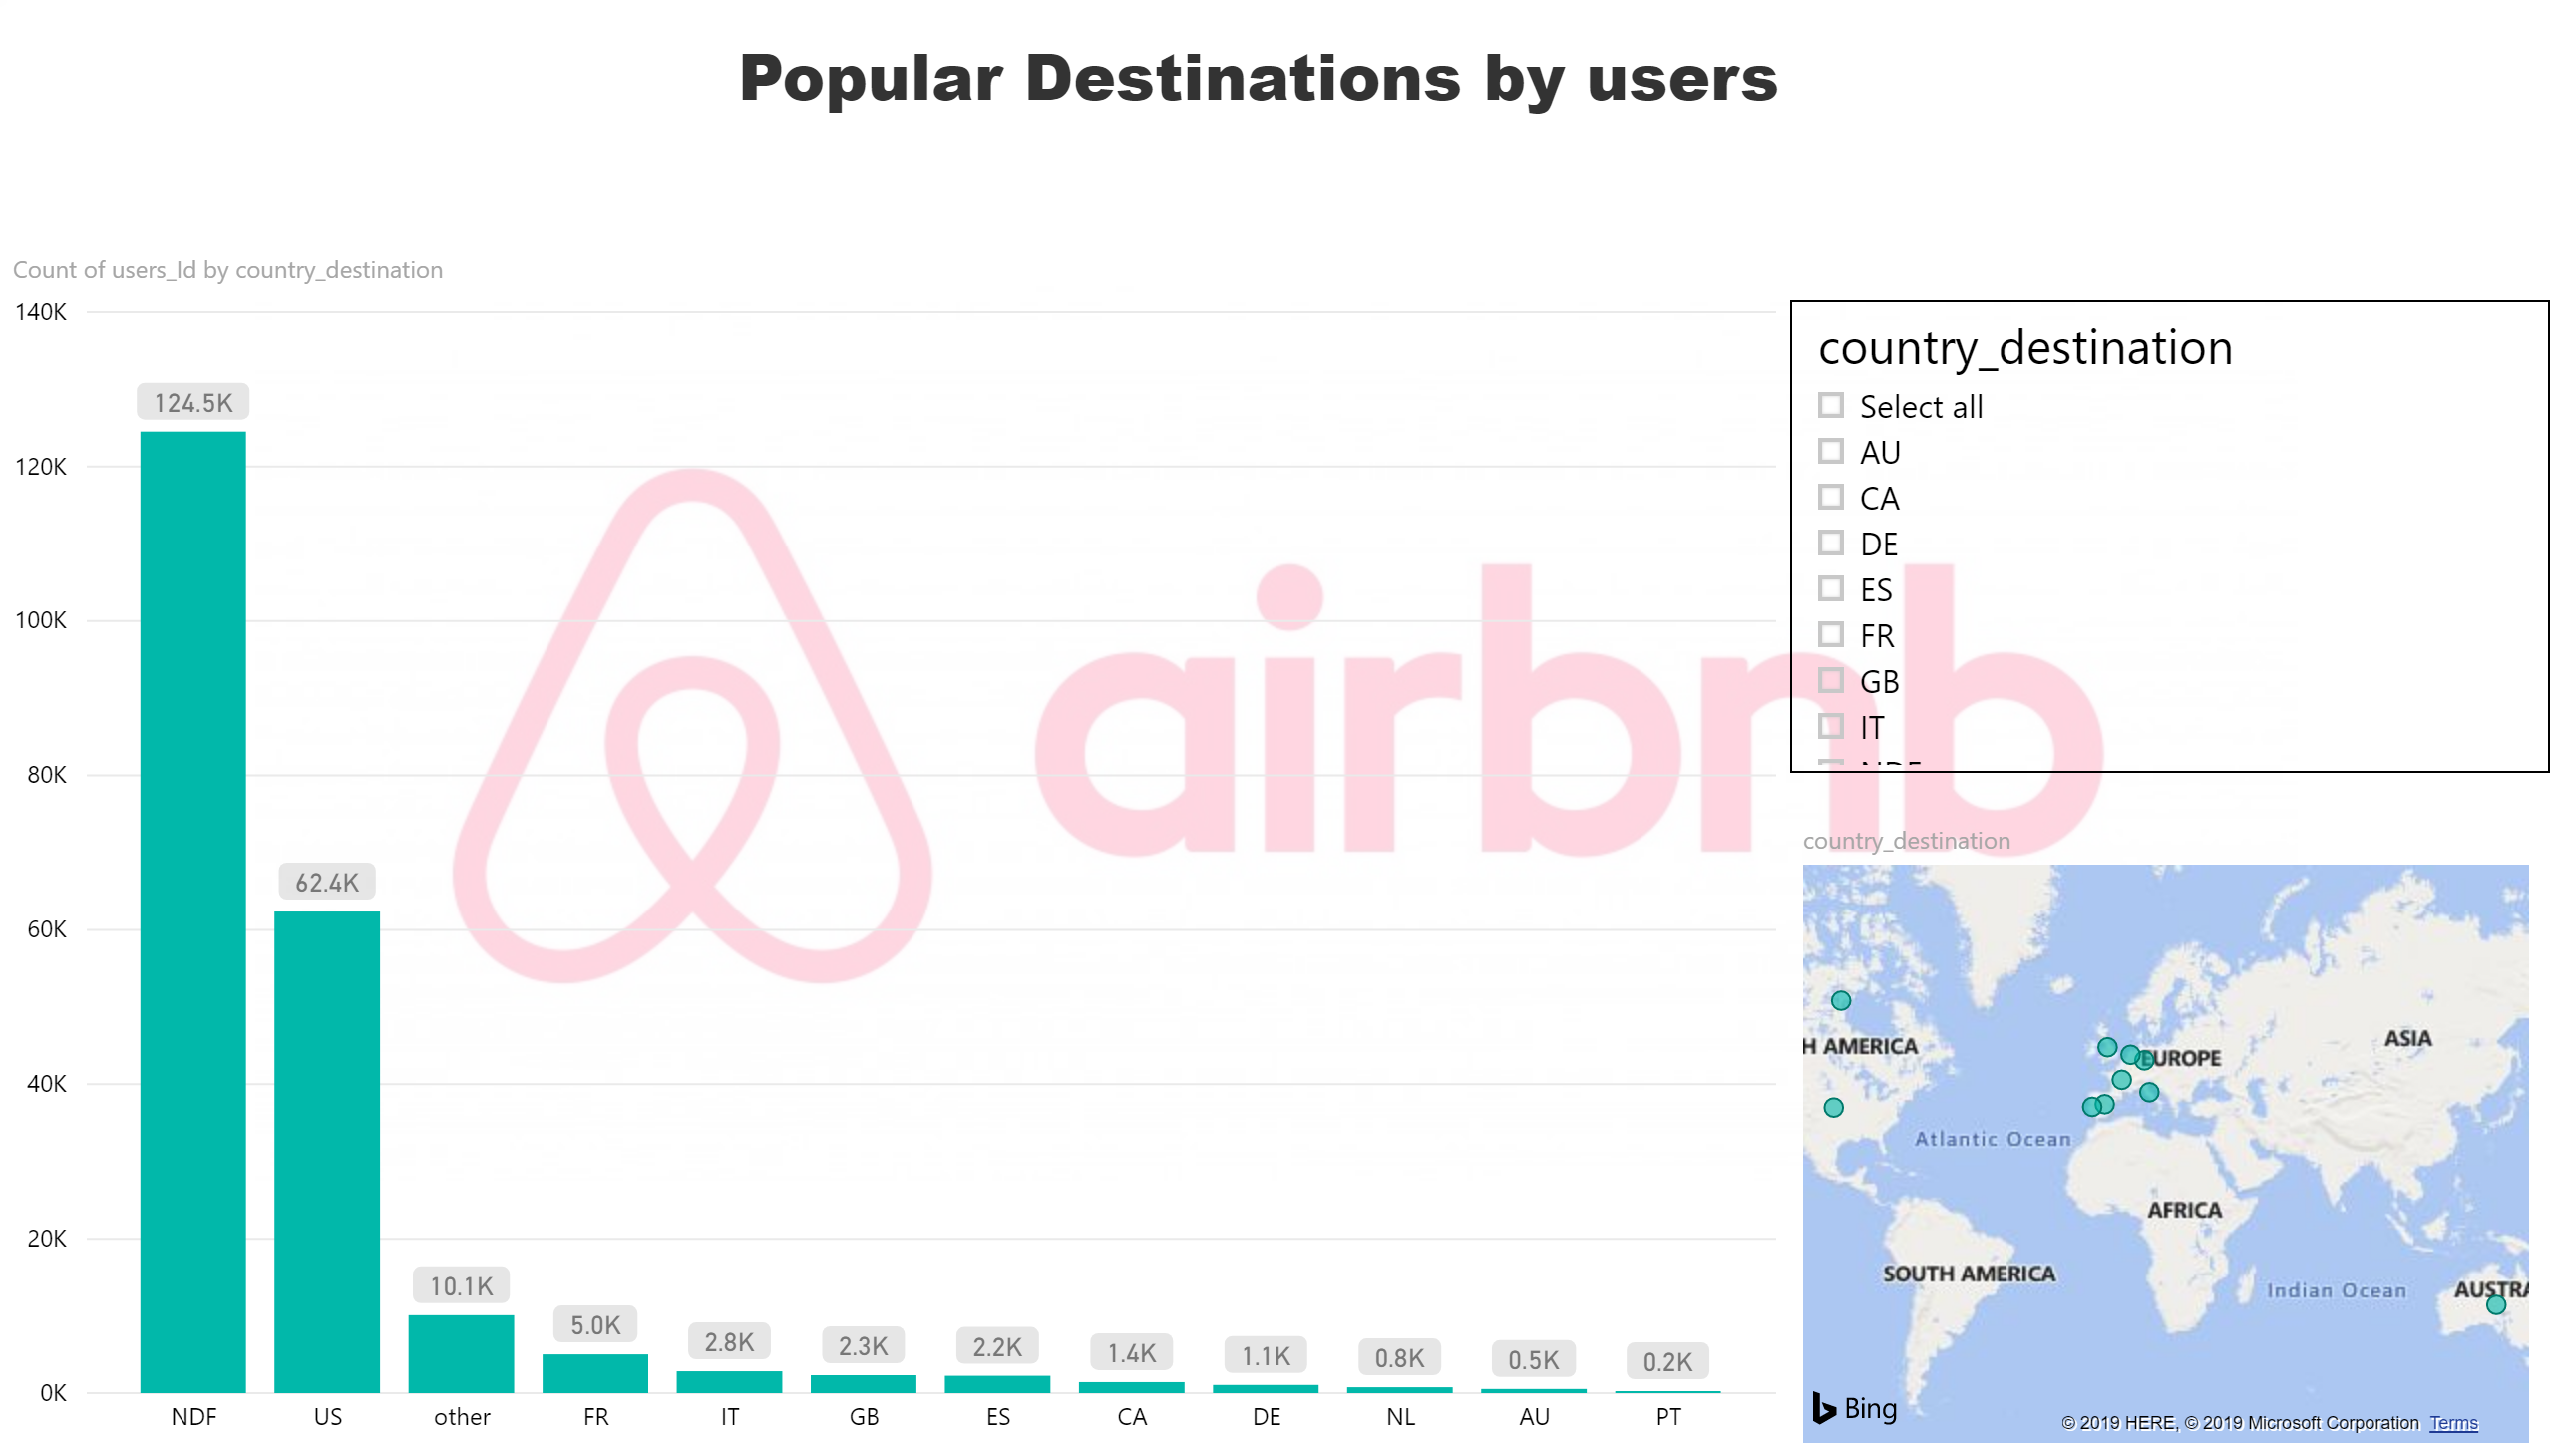 Popular Destinations by users
Count of users_Id by country_destination
140K
120K
100K
80K
60K
40K
20K
0K
124.5K
62.4K
10.1K
5.0K
2.8K
2.3K
2.2K
1.4K
1.1K
0.8K
0.5K
0.2K
NDF
US
other
FR
IT
GB
ES
CA
DE
NL
AU
PT
airbnb
country_destination
Select all
AU
CA
DE
ES
FR
GB
IT
NDF
country_destination
H AMERICA
EUROPE
ASIA
Atlantic Ocean
AFRICA
SOUTH AMERICA
Indian Ocean
AUSTRA
Bing
© 2019 HERE, © 2019 Microsoft Corporation Terms